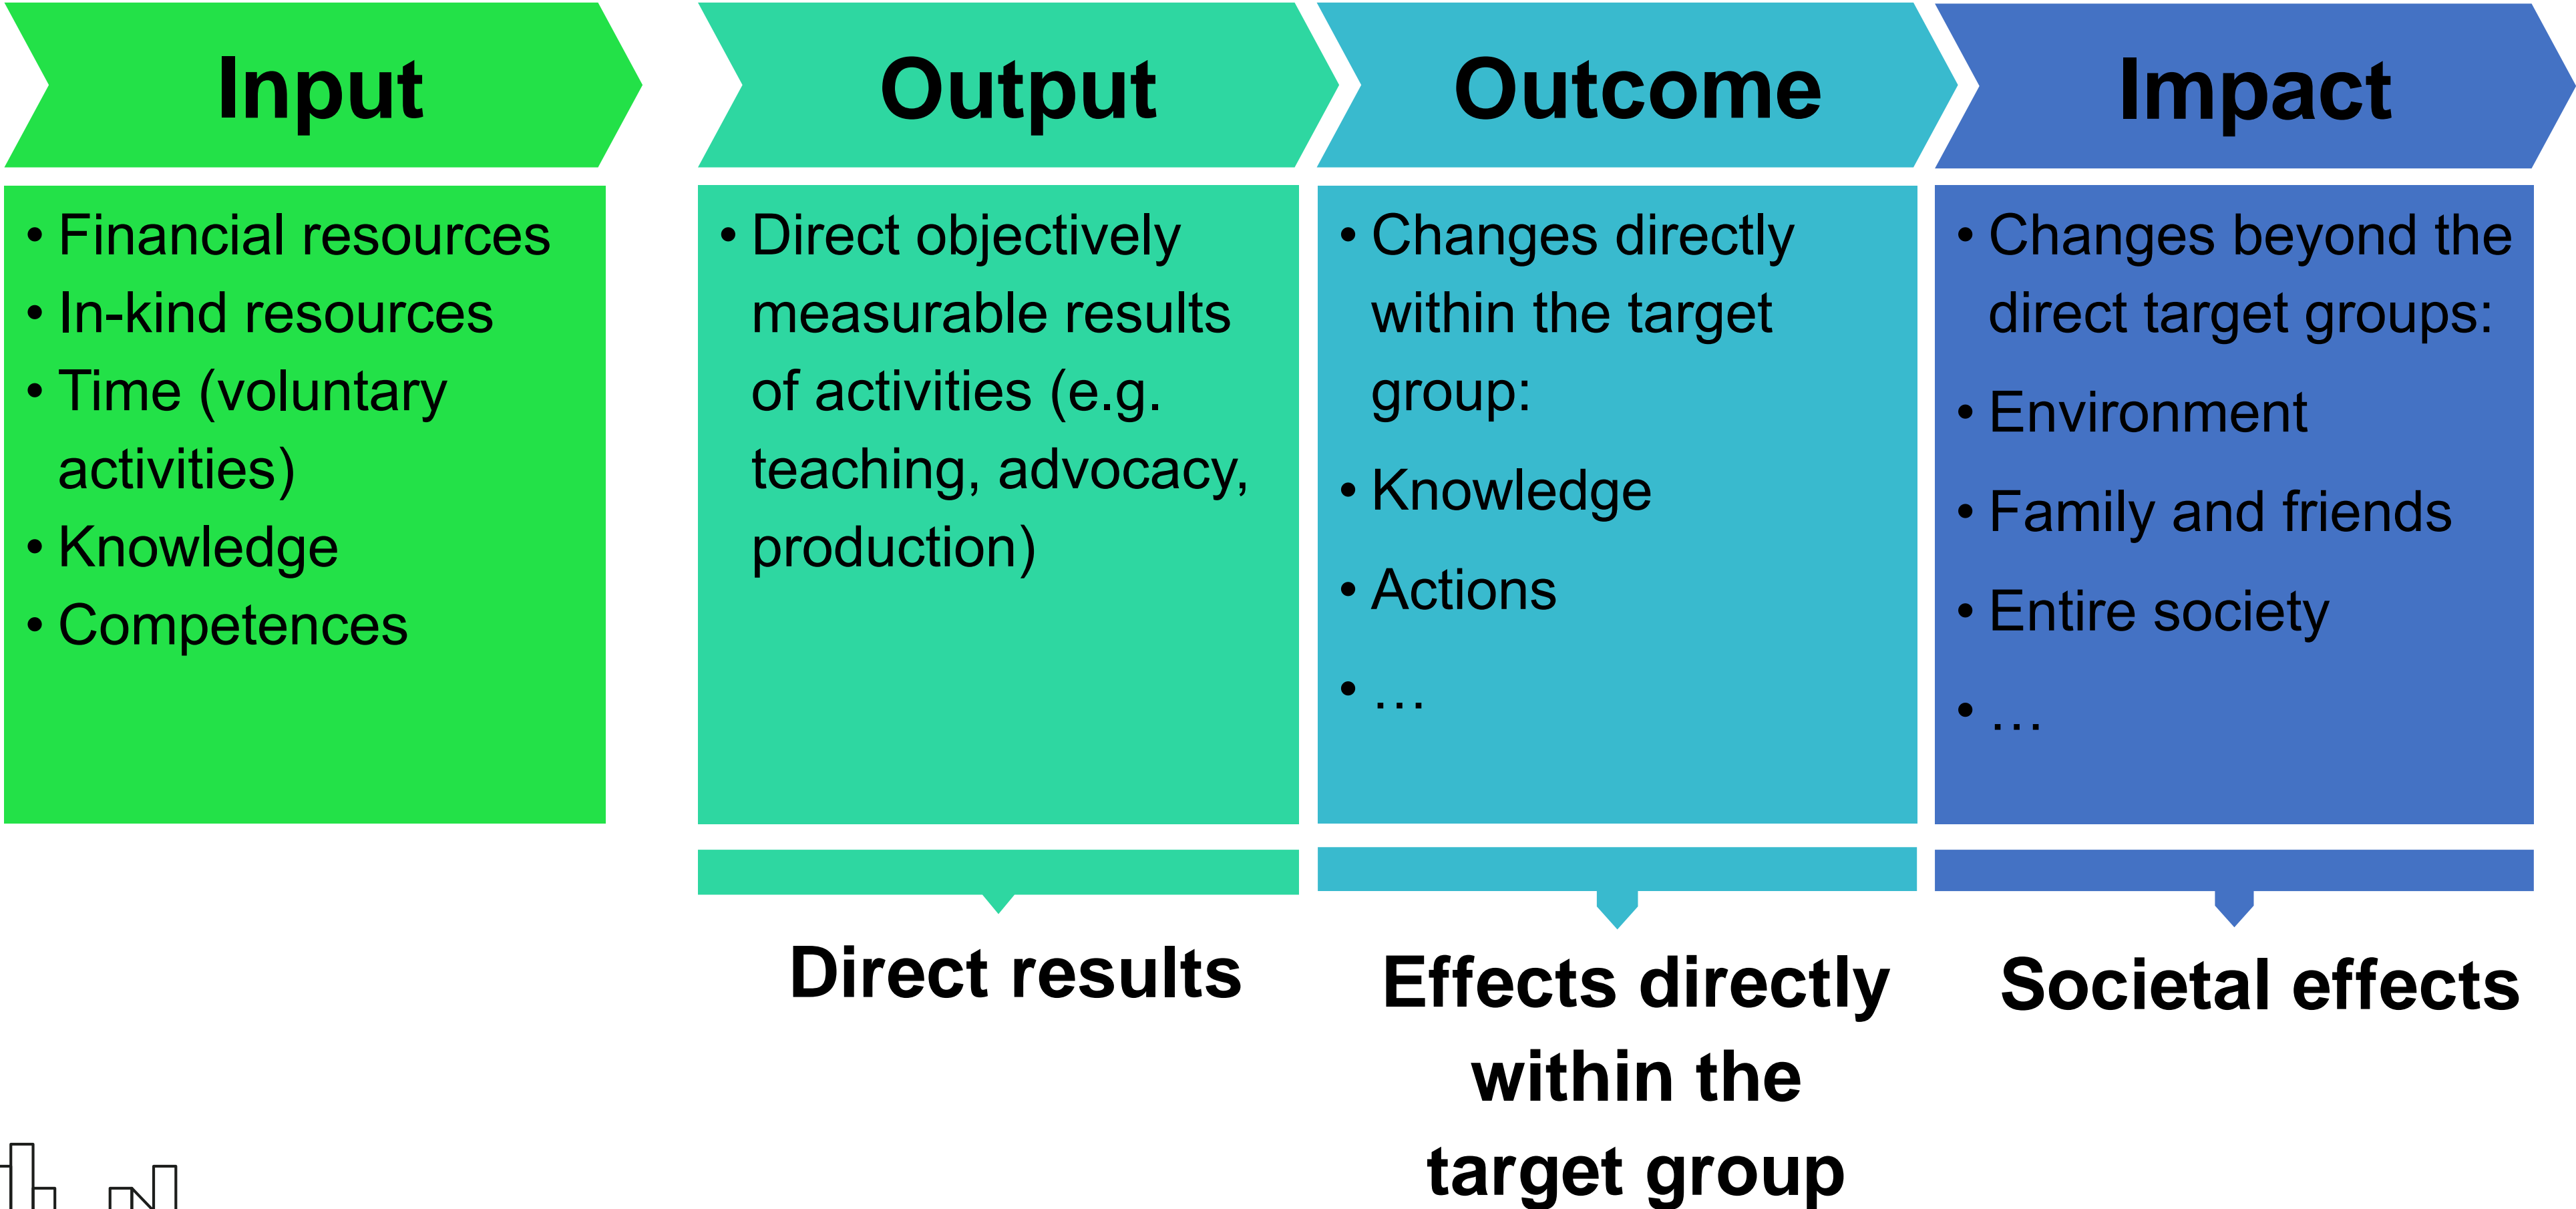 Input
• Financial resources
• In-kind resources
• Time (voluntary
activities)
• Knowledge
• Competences
Output
• Direct objectively
measurable results
of activities (e.g.
teaching, advocacy,
production)
Direct results
Outcome
• Changes directly
within the target
group:
• Knowledge
• Actions
• …
Effects directly
within the
target group
Impact
• Changes beyond the
direct target groups:
• Environment
• Family and friends
• Entire society
• …
Societal effects